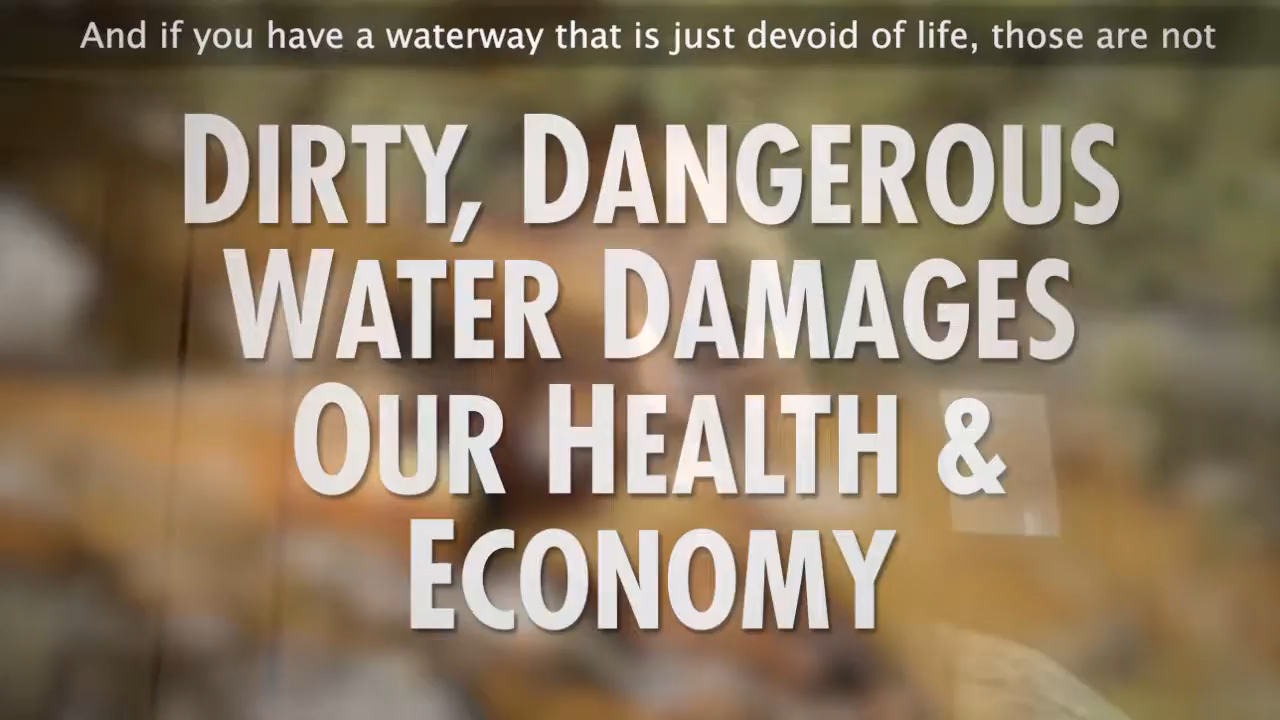 And if you have a waterway that is just devoid of life, those are not
DIRTY, DANGEROUS
WATER DAMAGES
OUR HEALTH &
ECONOMY